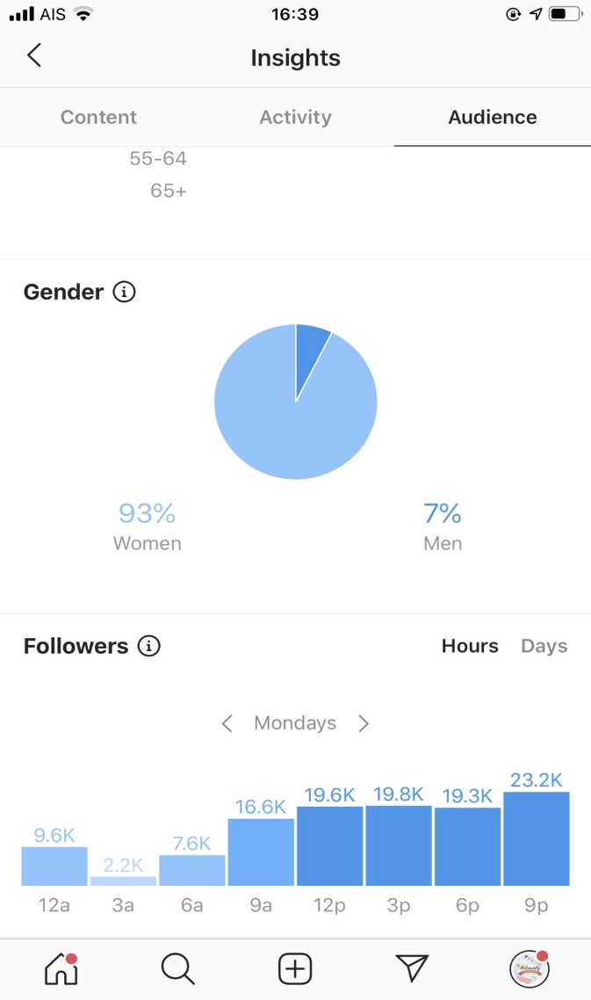 AIS 16:39
Insights
Content Activity Audience
55-64
65+
Gender
93% 7%
Women Men
Followers Hours Days
Mondays
9.6K 2.2K 7.6K 16.6K 19.6K 19.8K 19.3K 23.2K
12a 3a 6a 9a 12p 3p 6p 9p